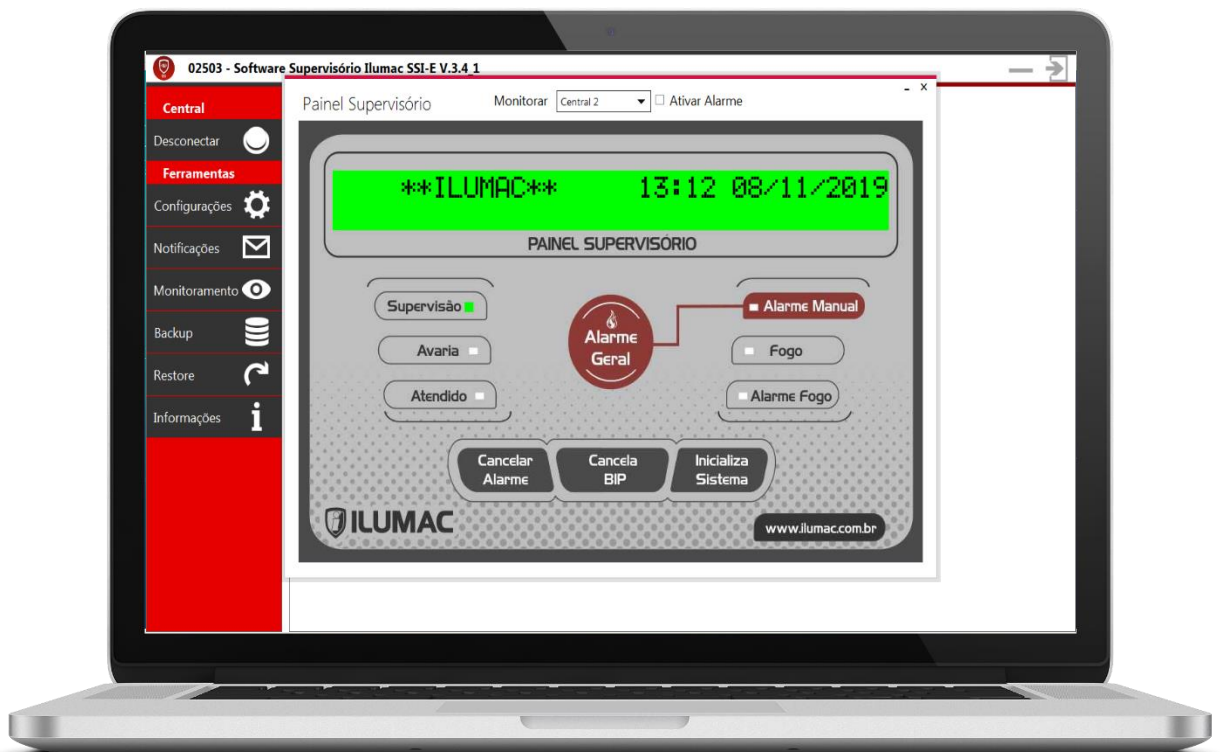 02503 - Software Supervisório Ilumac SSI-E V.3.4_1
Central
Desconectar
Ferramentas
Configurações
Notificações
Monitoramento
Backup
Restore
Informações
Painel Supervisório
Monitorar
Central 2
Ativar Alarme
**ILUMAC** 13:12 08/11/2019
PAINEL SUPERVISÓRIO
Supervisão
Avaria
Atendido
Alarme
Geral
Alarme Manual
Fogo
Alarme Fogo
Cancelar
Alarme
Cancela
BIP
Inicializa
Sistema
ILUMAC
www.ilumac.com.br